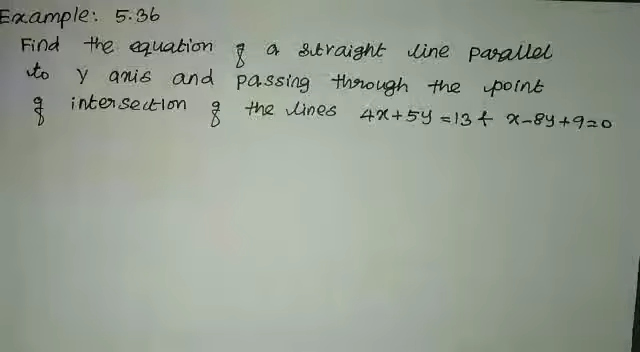 Example: 5.36
Find the equation of a straight line parallel
to Y axis and passing through the point
of intersection of the lines 4x+5y=13 & x-8y+9=0